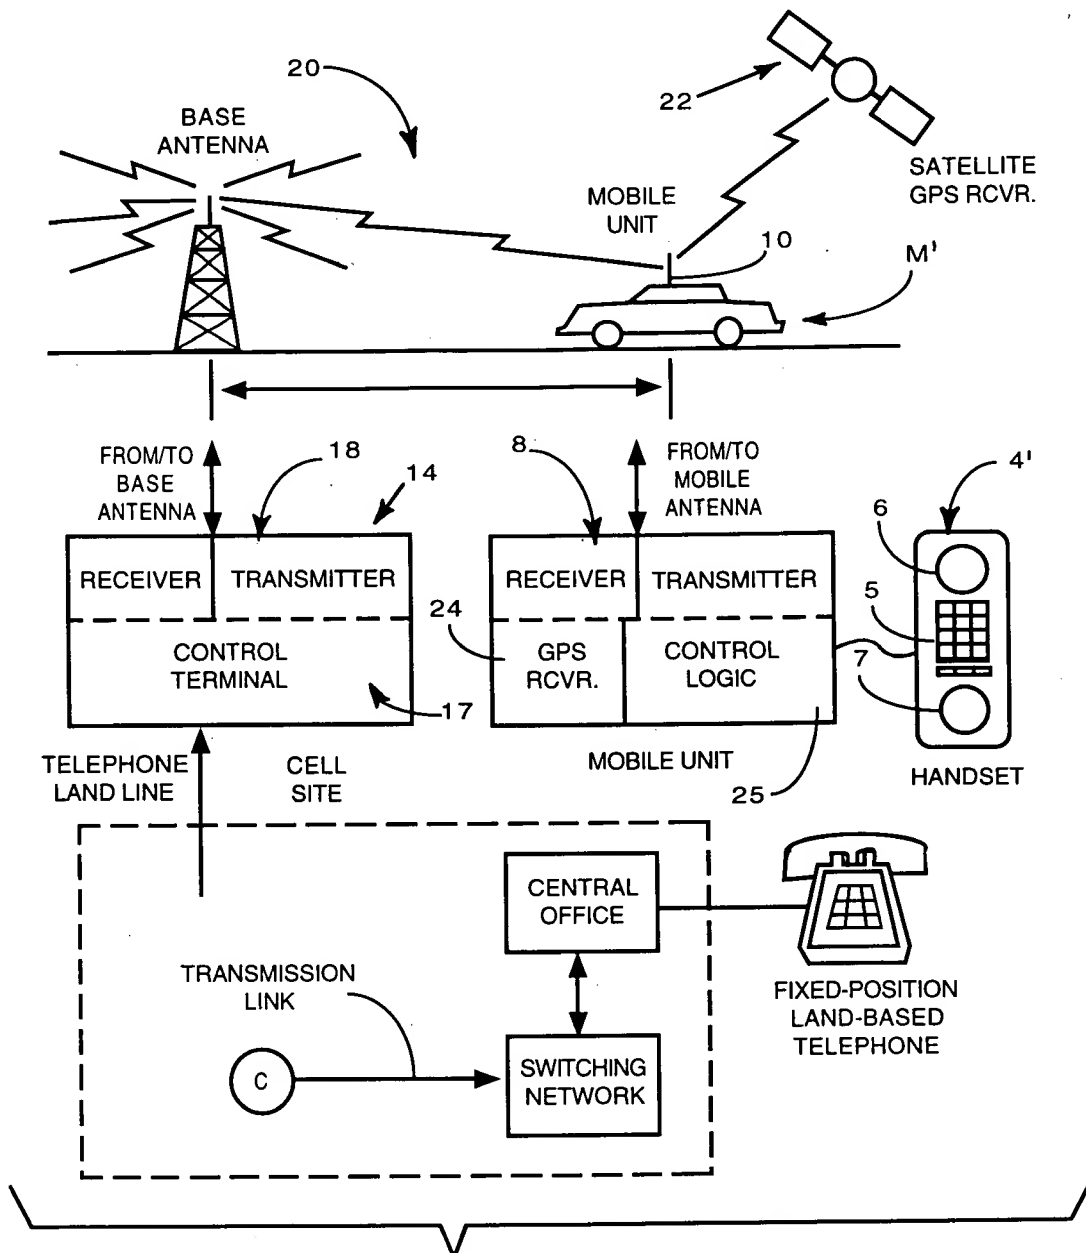 20
22
BASE
ANTENNA
SATELLITE
GPS RCVR.
MOBILE
UNIT
10
M'
FROM/TO
BASE
ANTENNA
18
14
8
FROM/TO
MOBILE
ANTENNA
4'
6
5
7
RECEIVER
TRANSMITTER
CONTROL
TERMINAL
17
RECEIVER
TRANSMITTER
24
GPS
RCVR.
CONTROL
LOGIC
TELEPHONE
LAND LINE
CELL
SITE
MOBILE UNIT
25
HANDSET
CENTRAL
OFFICE
TRANSMISSION
LINK
C
SWITCHING
NETWORK
FIXED-POSITION
LAND-BASED
TELEPHONE